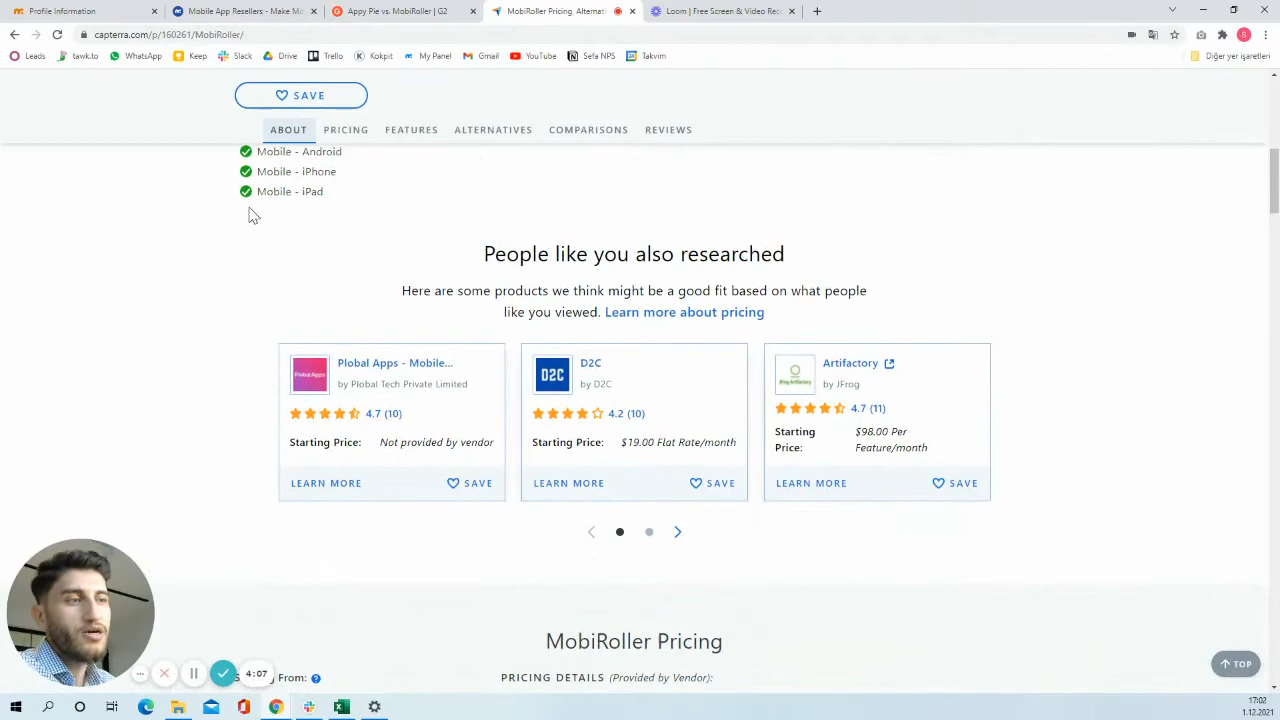 Profile Information
Mobile App Resellers - Make Mo
Appy Pie vs. MobiRoller | G2
MobiRoller Pricing, Alternati
Loom | Free Screen & Video Rec
capterra.com/p/160261/MobiRoller/
S
Leads
tawk.to
WhatsApp
Keep
Slack
Drive
Trello
Kokpit
My Panel
Gmail
YouTube
Sefa NPS
Takvim
Diğer yer işaretleri
SAVE
ABOUT
PRICING
FEATURES
ALTERNATIVES
COMPARISONS
REVIEWS
Mobile - Android
Mobile - iPhone
Mobile - iPad
People like you also researched
Here are some products we think might be a good fit based on what people
like you viewed. Learn more about pricing
Plobal Apps
Plobal Apps - Mobile...
by Plobal Tech Private Limited
4.7 (10)
Starting Price: Not provided by vendor
LEARN MORE
SAVE
D2C
D2C
by D2C
4.2 (10)
Starting Price: $19.00 Flat Rate/month
LEARN MORE
SAVE
Artifactory
by JFrog
4.7 (11)
Starting $98.00 Per
Price: Feature/month
LEARN MORE
SAVE
MobiRoller Pricing
From:
PRICING DETAILS (Provided by Vendor):
TOP
4:07
17:02
1.12.2021